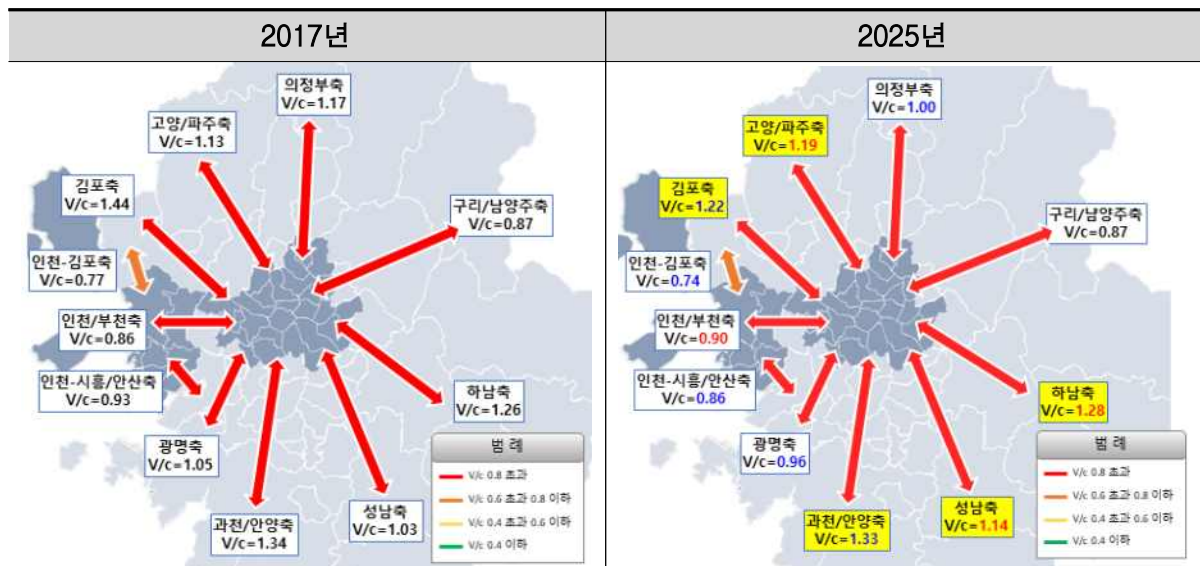 2017년
의정부축
V/c=1.17
고양/파주축
V/c=1.13
김포축
V/c=1.44
구리/남양주축
V/c=0.87
인천-김포축
V/c=0.77
인천/부천축
V/c=0.86
인천-시흥/안산축
V/c=0.93
하남축
V/c=1.26
광명축
V/c=1.05
과천/안양축
V/c=1.34
성남축
V/c=1.03
범 례
V/c 0.8 초과
V/c 0.6 초과 0.8 이하
V/c 0.4 초과 0.6 이하
V/c 0.4 이하
2025년
의정부축
V/c=1.00
고양/파주축
V/c=1.19
김포축
V/c=1.22
구리/남양주축
V/c=0.87
인천-김포축
V/c=0.74
인천/부천축
V/c=0.90
인천-시흥/안산축
V/c=0.86
하남축
V/c=1.28
광명축
V/c=0.96
과천/안양축
V/c=1.33
성남축
V/c=1.14
범 례
V/c 0.8 초과
V/c 0.6 초과 0.8 이하
V/c 0.4 초과 0.6 이하
V/c 0.4 이하